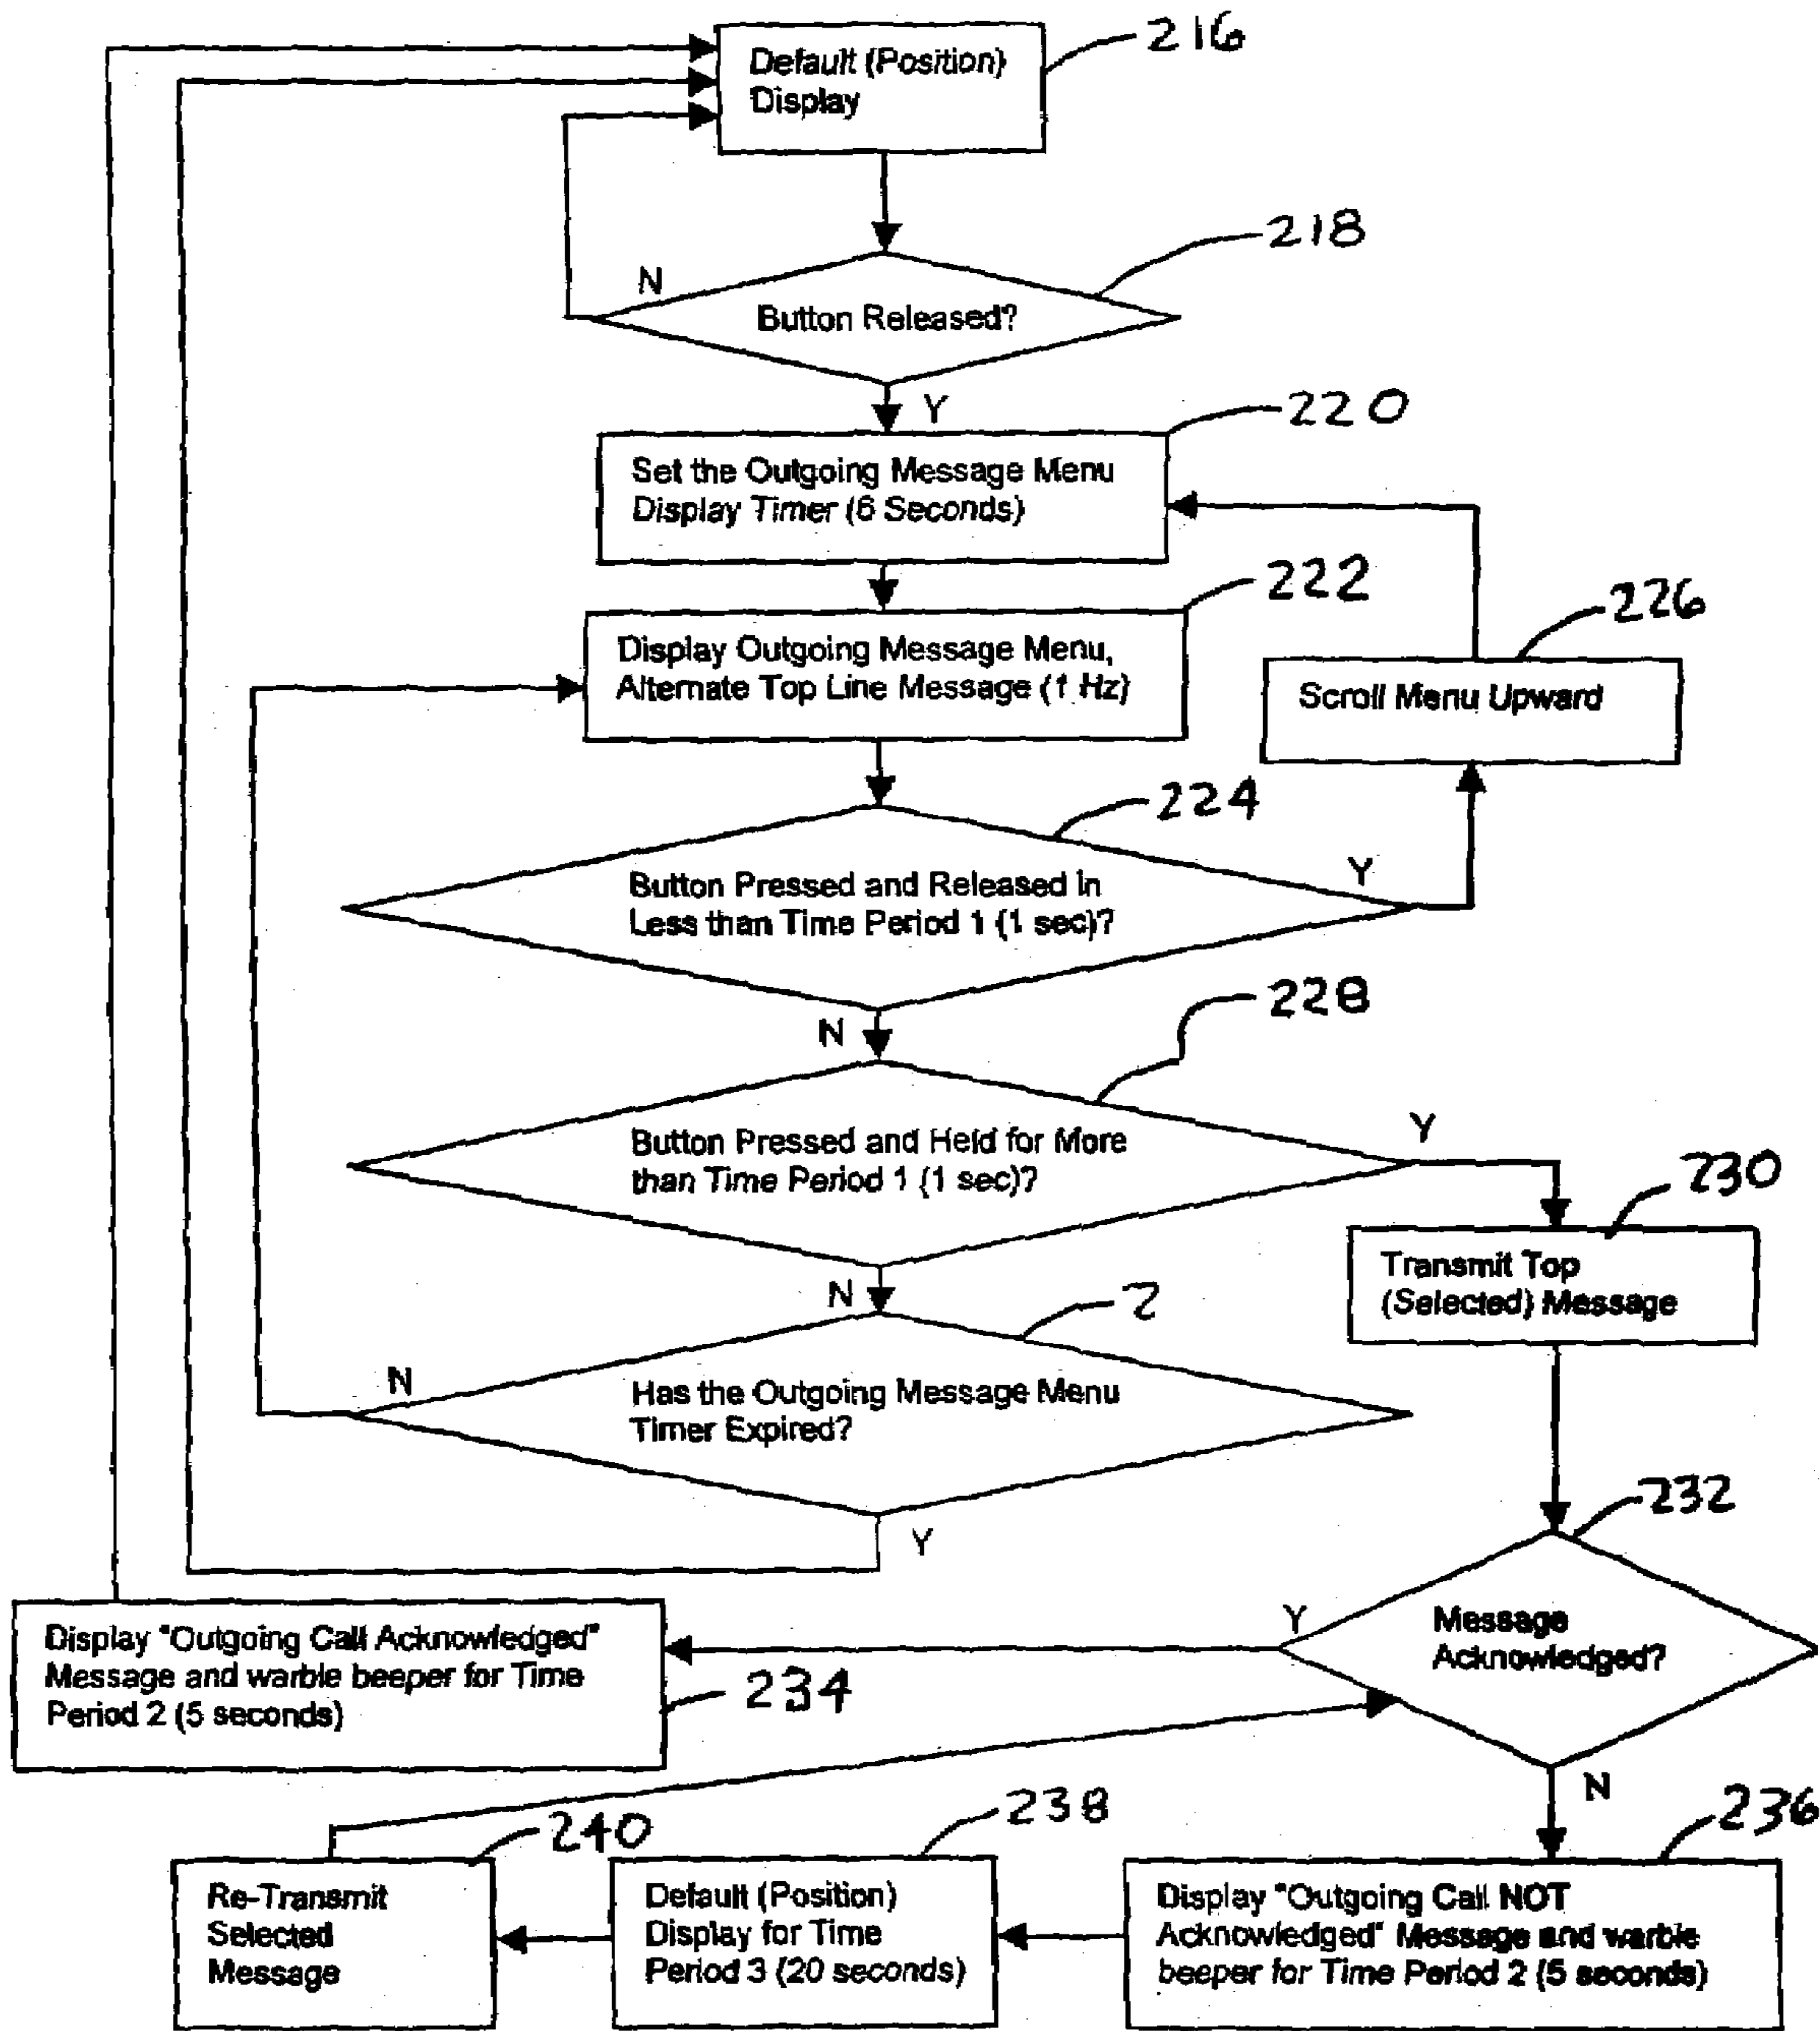 Default (Position)
Display
216
218
N
Button Released?
Y
220
Set the Outgoing Message Menu
Display Timer (6 Seconds)
222
Display Outgoing Message Menu,
Alternate Top Line Message (1 Hz)
226
Scroll Menu Upward
224
Button Pressed and Released in
Less than Time Period 1 (1 sec)?
Y
N
228
Button Pressed and Held for More
than Time Period 1 (1 sec)?
Y
230
Transmit Top
(Selected) Message
N
2
N
Has the Outgoing Message Menu
Timer Expired?
Y
232
Message
Acknowledged?
Y
Display "Outgoing Call Acknowledged"
Message and warble beeper for Time
Period 2 (5 seconds)
234
N
240
Re-Transmit
Selected
Message
238
Default (Position)
Display for Time
Period 3 (20 seconds)
236
Display "Outgoing Call NOT
Acknowledged" Message and warble
beeper for Time Period 2 (5 seconds)